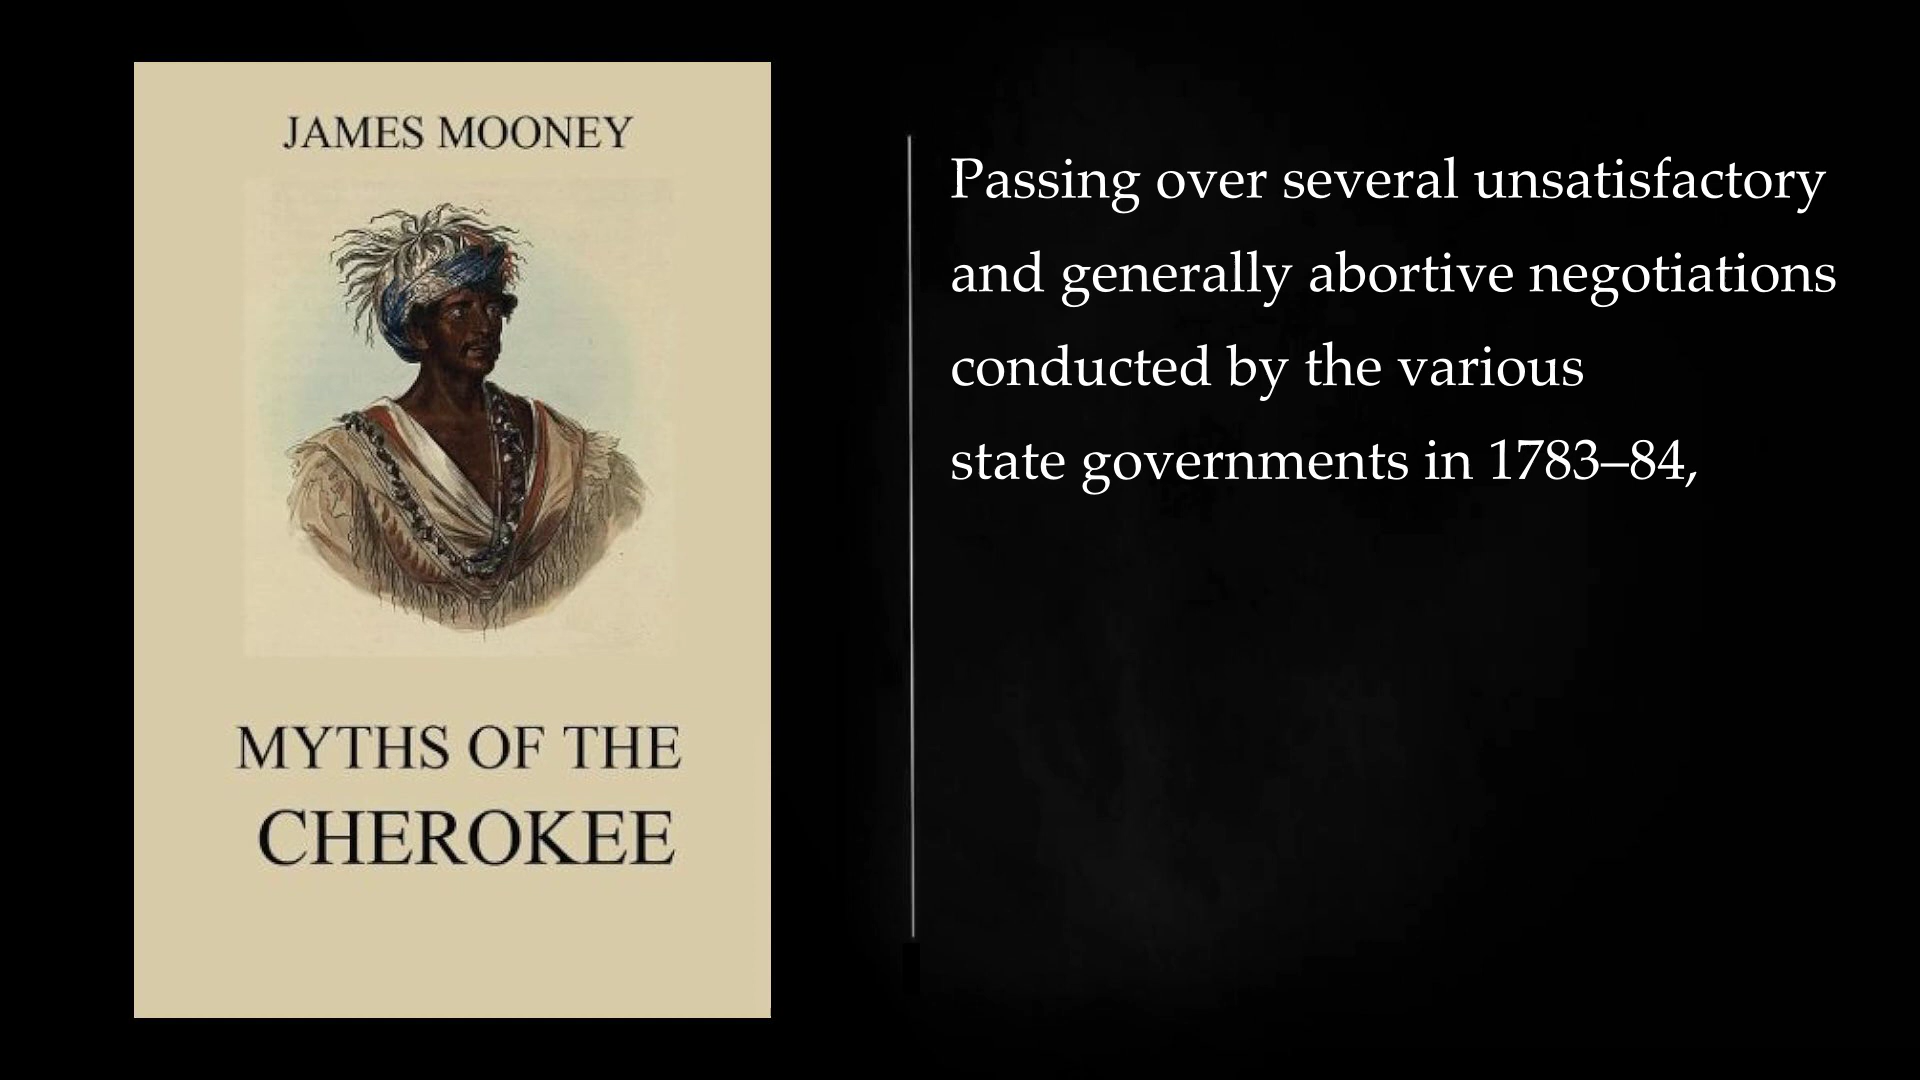 JAMES MOONEY
MYTHS OF THE
CHEROKEE
Passing over several unsatisfactory
and generally abortive negotiations
conducted by the various
state governments in 1783–84,